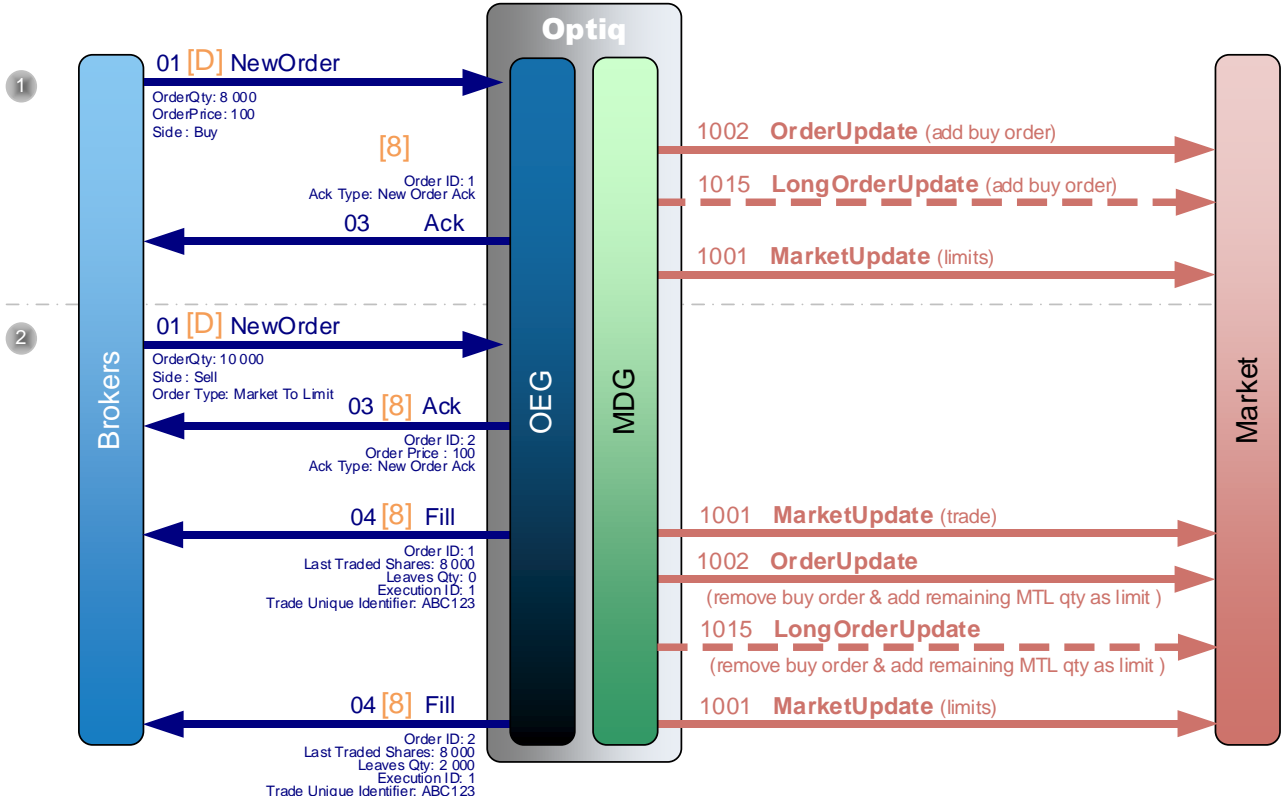 Optiq
1
01 [D] NewOrder
OrderQty: 8 000
OrderPrice: 100
Side : Buy
[8]
Order ID: 1
Ack Type: New Order Ack
03 Ack
1002 OrderUpdate (add buy order)
1015 LongOrderUpdate (add buy order)
1001 MarketUpdate (limits)
2
01 [D] NewOrder
OrderQty: 10 000
Side : Sell
Order Type: Market To Limit
03 [8] Ack
Order ID: 2
Order Price : 100
Ack Type: New Order Ack
Brokers
OEG
MDG
Market
04 [8] Fill
Order ID: 1
Last Traded Shares: 8 000
Leaves Qty: 0
Execution ID: 1
Trade Unique Identifier: ABC123
1001 MarketUpdate (trade)
1002 OrderUpdate
(remove buy order & add remaining MTL qty as limit )
1015 LongOrderUpdate
(remove buy order & add remaining MTL qty as limit )
04 [8] Fill
Order ID: 2
Last Traded Shares: 8 000
Leaves Qty: 2 000
Execution ID: 1
Trade Unique Identifier: ABC123
1001 MarketUpdate (limits)